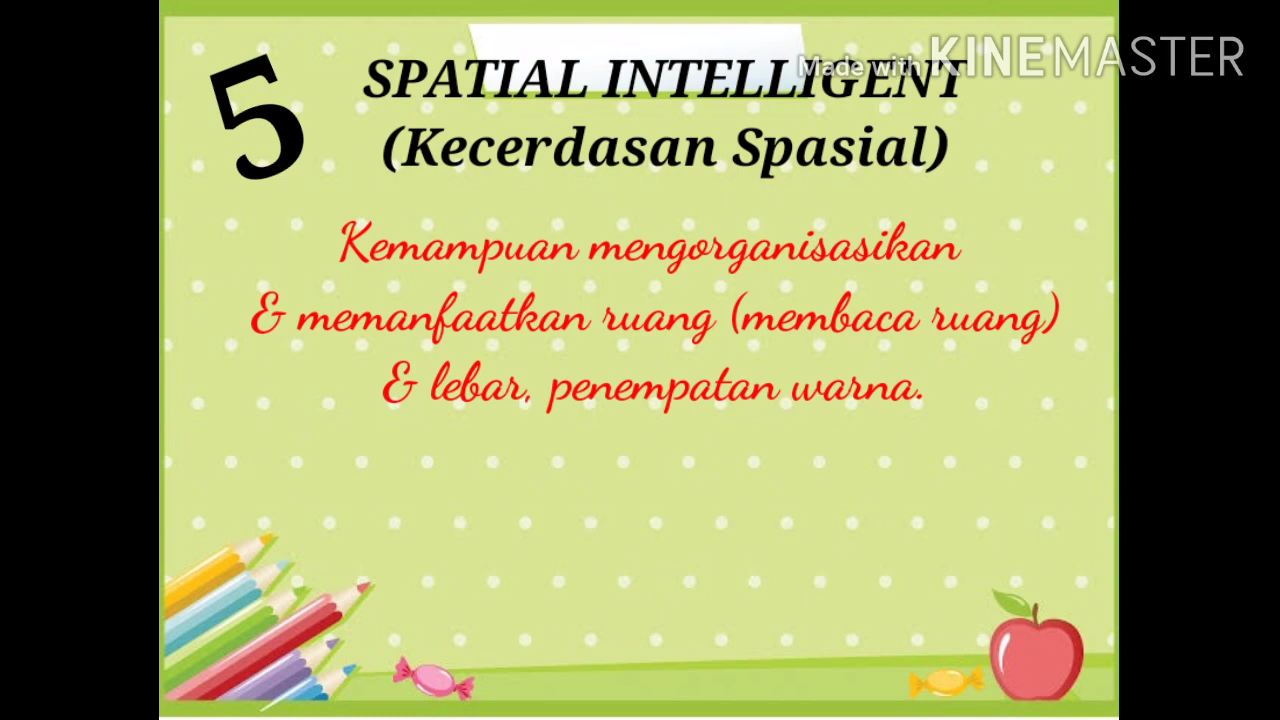 Made with KINEMASTER
5
SPATIAL INTELLIGENT
(Kecerdasan Spasial)
Kemampuan mengorganisasikan
& memanfaatkan ruang (membaca ruang)
& lebar, penempatan warna.